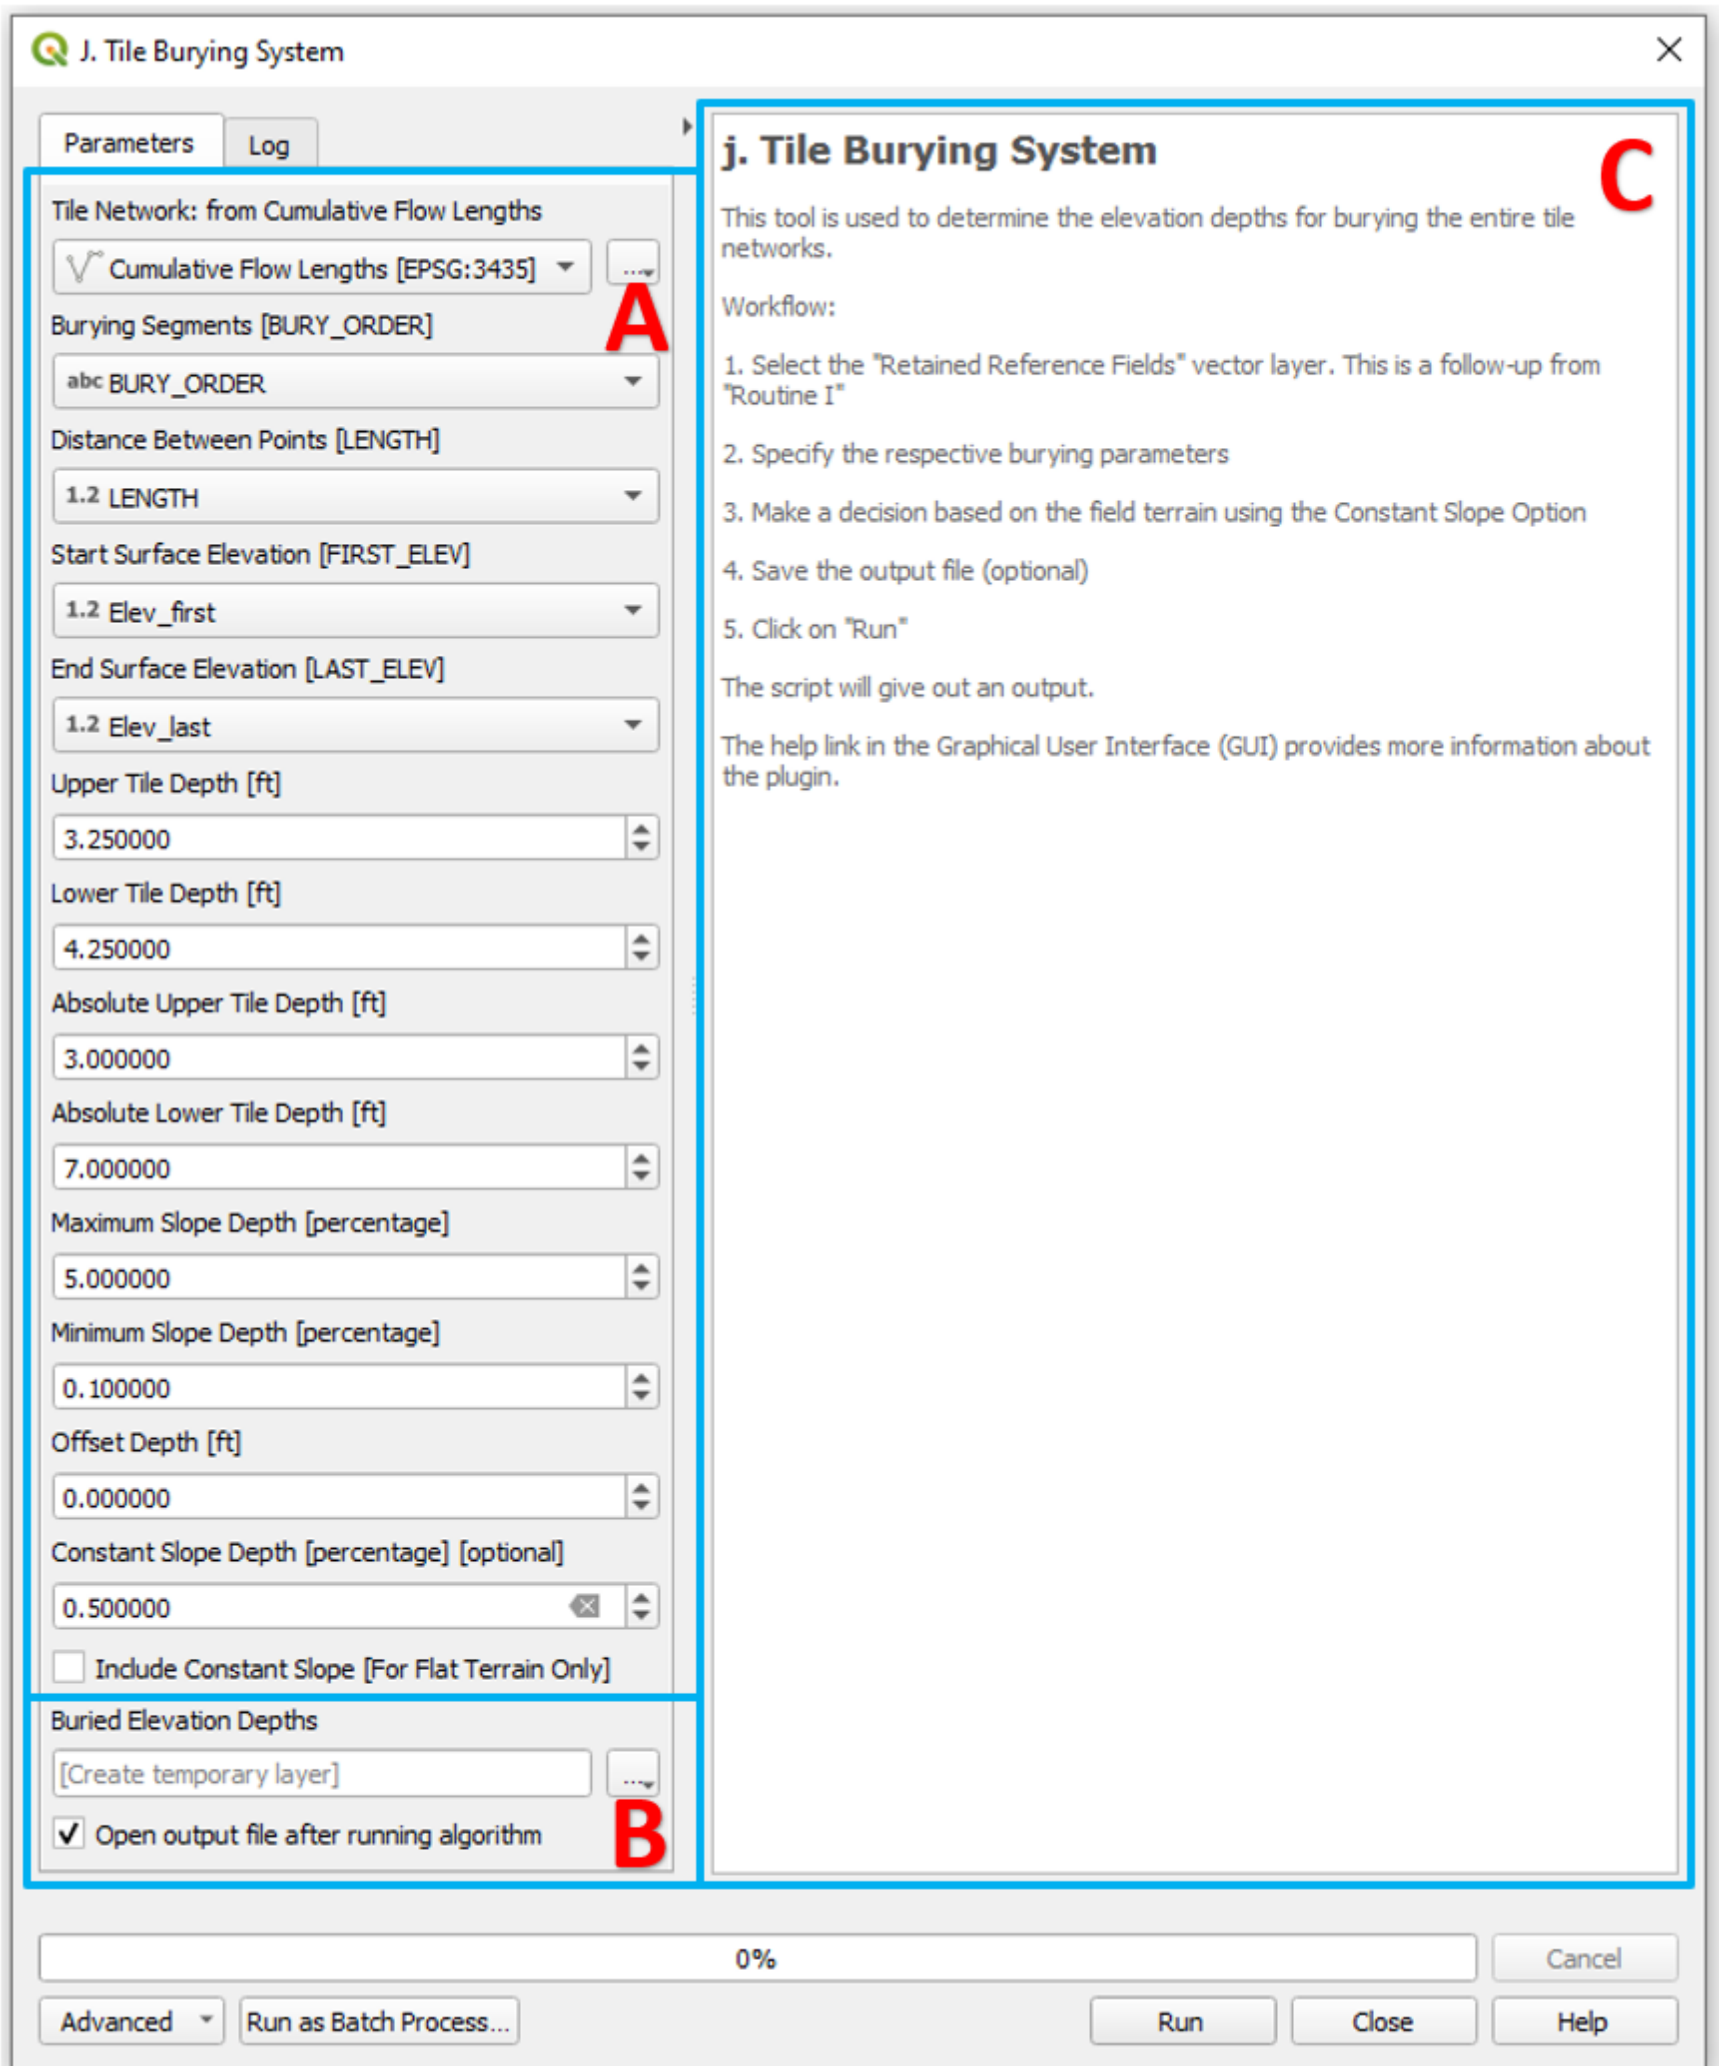 J. Tile Burying System
Parameters
Log
Tile Network: from Cumulative Flow Lengths
Cumulative Flow Lengths [EPSG:3435]
...
A
Burying Segments [BURY_ORDER]
abc BURY_ORDER
Distance Between Points [LENGTH]
1.2 LENGTH
Start Surface Elevation [FIRST_ELEV]
1.2 Elev_first
End Surface Elevation [LAST_ELEV]
1.2 Elev_last
Upper Tile Depth [ft]
3.250000
Lower Tile Depth [ft]
4.250000
Absolute Upper Tile Depth [ft]
3.000000
Absolute Lower Tile Depth [ft]
7.000000
Maximum Slope Depth [percentage]
5.000000
Minimum Slope Depth [percentage]
0.100000
Offset Depth [ft]
0.000000
Constant Slope Depth [percentage] [optional]
0.500000
Include Constant Slope [For Flat Terrain Only]
Buried Elevation Depths
[Create temporary layer]
...
B
Open output file after running algorithm
j. Tile Burying System
C
This tool is used to determine the elevation depths for burying the entire tile
networks.
Workflow:
1. Select the "Retained Reference Fields" vector layer. This is a follow-up from
"Routine I"
2. Specify the respective burying parameters
3. Make a decision based on the field terrain using the Constant Slope Option
4. Save the output file (optional)
5. Click on "Run"
The script will give out an output.
The help link in the Graphical User Interface (GUI) provides more information about
the plugin.
0%
Cancel
Advanced
Run as Batch Process...
Run
Close
Help